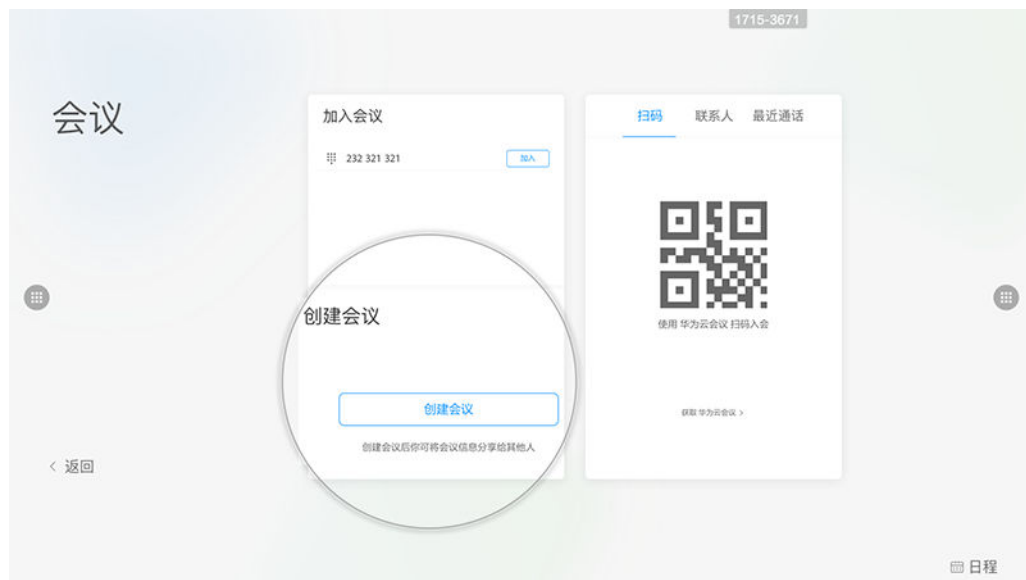 1715-3671
会议
加入会议
232 321 321
加入
创建会议
创建会议
创建会议后你可将会议信息分享给其他人
扫码 联系人 最近通话
使用 华为云会议 扫码入会
获取 华为云会议 >
< 返回
日程